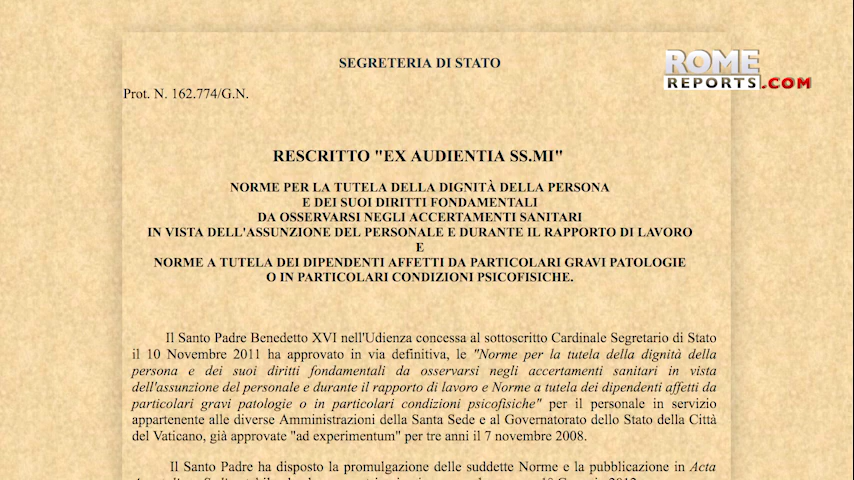 SEGRETERIA DI STATO
ROME
REPORTS.COM
Prot. N. 162.774/G.N.
RESCRITTO "EX AUDIENTIA SS.MI"
NORME PER LA TUTELA DELLA DIGNITÀ DELLA PERSONA
E DEI SUOI DIRITTI FONDAMENTALI
DA OSSERVARSI NEGLI ACCERTAMENTI SANITARI
IN VISTA DELL'ASSUNZIONE DEL PERSONALE E DURANTE IL RAPPORTO DI LAVORO
E
NORME A TUTELA DEI DIPENDENTI AFFETTI DA PARTICOLARI GRAVI PATOLOGIE
O IN PARTICOLARI CONDIZIONI PSICOFISICHE.
Il Santo Padre Benedetto XVI nell'Udienza concessa al sottoscritto Cardinale Segretario di Stato
il 10 Novembre 2011 ha approvato in via definitiva, le "Norme per la tutela della dignità della
persona e dei suoi diritti fondamentali da osservarsi negli accertamenti sanitari in vista
dell'assunzione del personale e durante il rapporto di lavoro e Norme a tutela dei dipendenti affetti da
particolari gravi patologie o in particolari condizioni psicofisiche" per il personale in servizio
appartenente alle diverse Amministrazioni della Santa Sede e al Governatorato dello Stato della Città
del Vaticano, già approvate "ad experimentum" per tre anni il 7 novembre 2008.
Il Santo Padre ha disposto la promulgazione delle suddette Norme e la pubblicazione in Acta